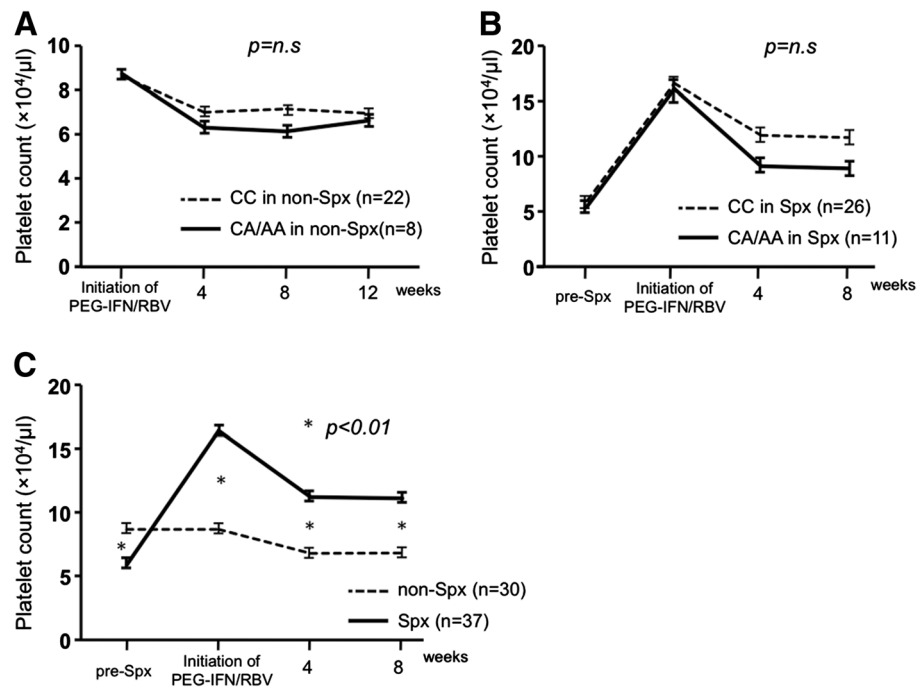 A
p=n.s
Platelet count (×10⁴/µl)
10
8
6
4
2
0
CC in non-Spx (n=22)
CA/AA in non-Spx(n=8)
Initiation of
PEG-IFN/RBV
4
8
12
weeks
B
p=n.s
Platelet count (×10⁴/µl)
20
15
10
5
0
CC in Spx (n=26)
CA/AA in Spx (n=11)
pre-Spx
Initiation of
PEG-IFN/RBV
4
8
weeks
C
* p<0.01
Platelet count (×10⁴/µl)
20
15
10
5
0
*
*
*
*
non-Spx (n=30)
Spx (n=37)
pre-Spx
Initiation of
PEG-IFN/RBV
4
8
weeks